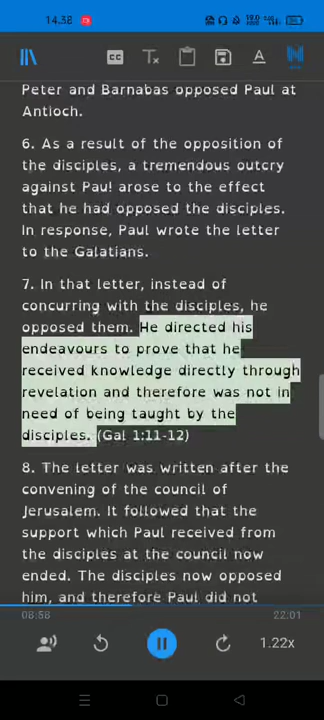 14.38
Peter and Barnabas opposed Paul at
Antioch.
6. As a result of the opposition of
the disciples, a tremendous outcry
against Paul arose to the effect
that he had opposed the disciples.
In response, Paul wrote the letter
to the Galatians.
7. In that letter, instead of
concurring with the disciples, he
opposed them. He directed his
endeavours to prove that he
received knowledge directly through
revelation and therefore was not in
need of being taught by the
disciples. (Gal 1:11-12)
8. The letter was written after the
convening of the council of
Jerusalem. It followed that the
support which Paul received from
the disciples at the council now
ended. The disciples now opposed
him, and therefore Paul did not
08:58
22:01
1.22x